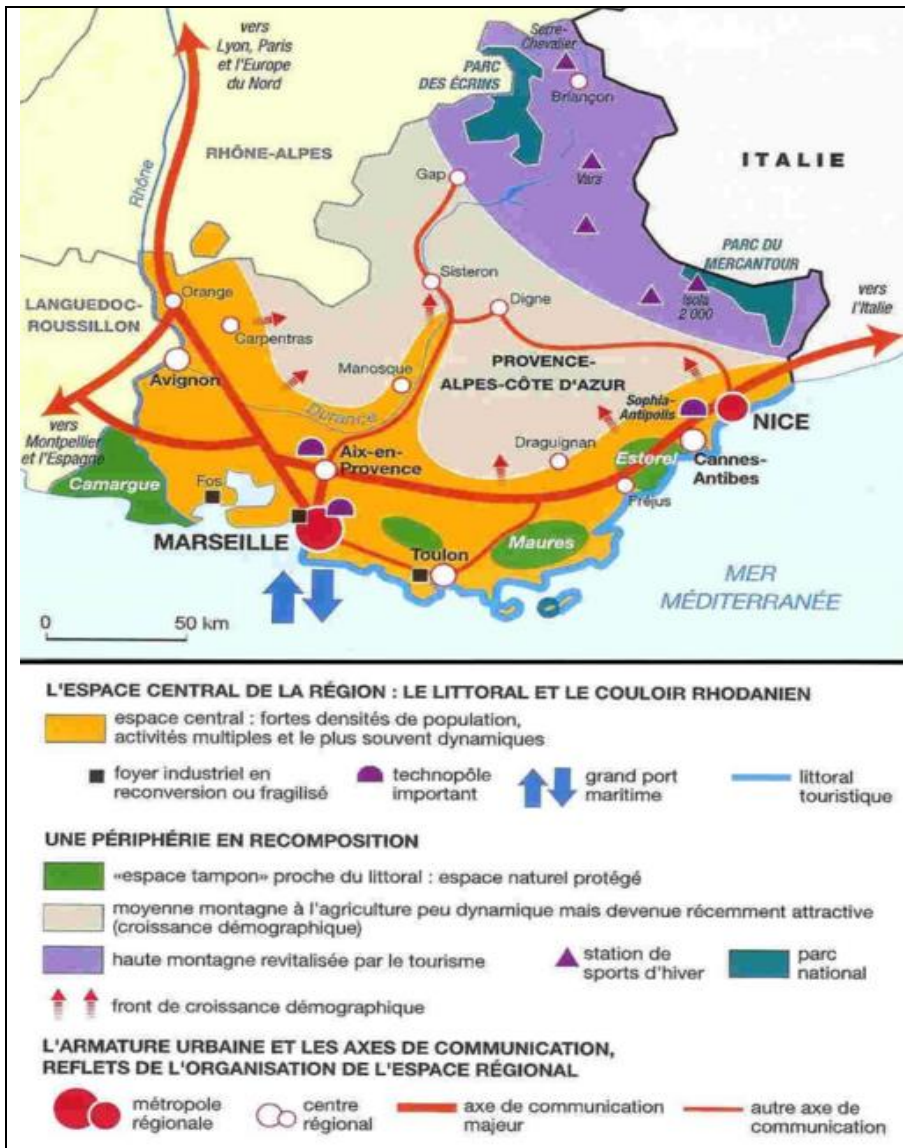 vers
Lyon, Paris
et l'Europe
du Nord
Serre-
Chevalier
PARC
DES ÉCRINS
Briançon
RHÔNE-ALPES
ITALIE
Rhône
Gap
Vars
PARC DU
MERCANTOUR
Sisteron
LANGUEDOC-
ROUSSILLON
Orange
Digne
Isola
2 000
vers
l'Italie
Carpentras
Avignon
Manosque
PROVENCE-
ALPES-CÔTE D'AZUR
Durance
Sophia-
Antipolis
NICE
vers
Montpellier
et l'Espagne
Aix-en-
Provence
Draguignan
Esterel
Cannes-
Antibes
Camargue
Fos
Fréjus
MARSEILLE
Toulon
Maures
MER
MÉDITERRANÉE
0 50 km
L'ESPACE CENTRAL DE LA RÉGION : LE LITTORAL ET LE COULOIR RHODANIEN
espace central : fortes densités de population,
activités multiples et le plus souvent dynamiques
foyer industriel en
reconversion ou fragilisé
technopôle
important
grand port
maritime
littoral
touristique
UNE PÉRIPHÉRIE EN RECOMPOSITION
«espace tampon» proche du littoral : espace naturel protégé
moyenne montagne à l'agriculture peu dynamique mais devenue récemment attractive
(croissance démographique)
haute montagne revitalisée par le tourisme
station de
sports d'hiver
parc
national
front de croissance démographique
L'ARMATURE URBAINE ET LES AXES DE COMMUNICATION,
REFLETS DE L'ORGANISATION DE L'ESPACE RÉGIONAL
métropole
régionale
centre
régional
axe de communication
majeur
autre axe de
communication